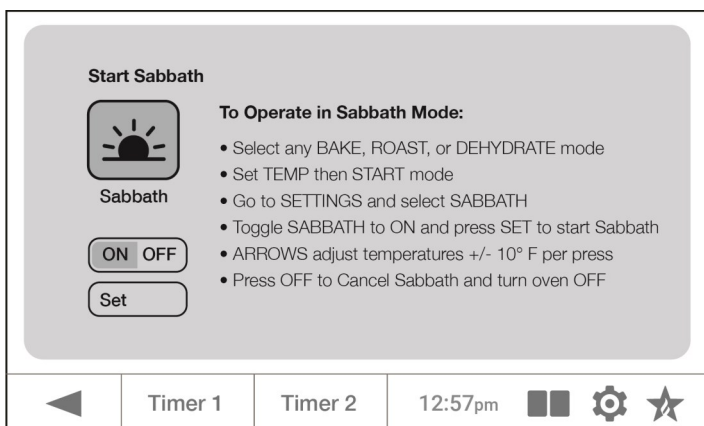 Start Sabbath
Sabbath
ON OFF
Set
To Operate in Sabbath Mode:
• Select any BAKE, ROAST, or DEHYDRATE mode
• Set TEMP then START mode
• Go to SETTINGS and select SABBATH
• Toggle SABBATH to ON and press SET to start Sabbath
• ARROWS adjust temperatures +/- 10° F per press
• Press OFF to Cancel Sabbath and turn oven OFF
Timer 1
Timer 2
12:57pm